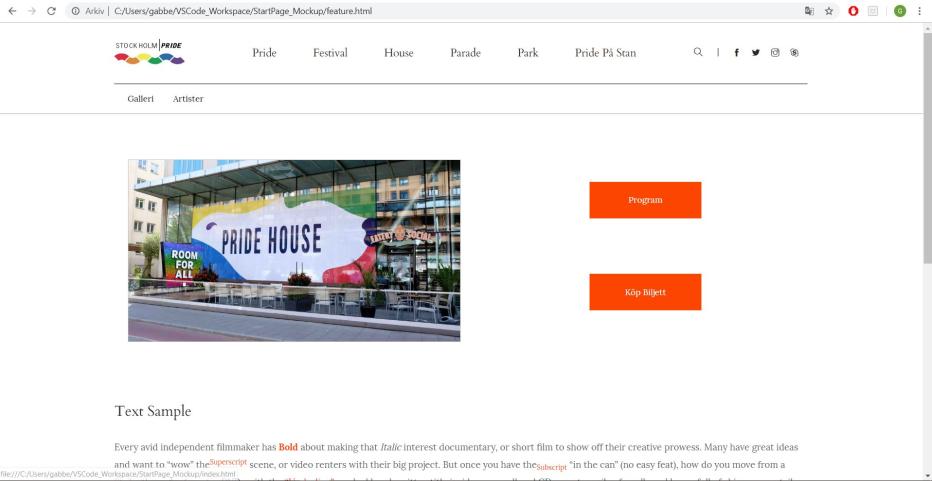 Arkiv | C:/Users/gabbe/VSCode_Workspace/StartPage_Mockup/feature.html
G
STOCKHOLM PRIDE
Pride Festival House Parade Park Pride På Stan
Galleri Artister
PRIDE HOUSE
EATERY SOCIAL
ROOM
FOR
ALL
Program
Köp Biljett
Text Sample
Every avid independent filmmaker has Bold about making that Italic interest documentary, or short film to show off their creative prowess. Many have great ideas
and want to “wow” the Superscript scene, or video renters with their big project. But once you have the Subscript “in the can” (no easy feat), how do you move from a
file:///C:/Users/gabbe/VSCode_Workspace/StartPage_Mockup/index.html